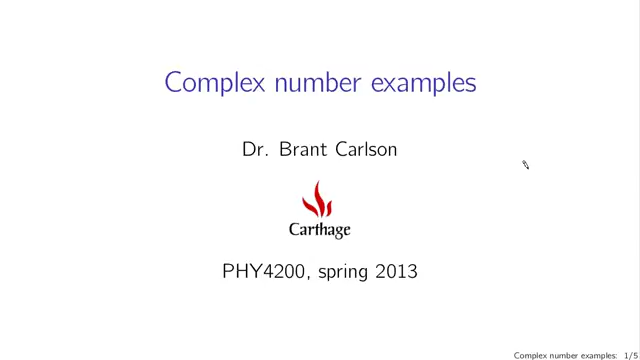 Complex number examples
Dr. Brant Carlson
Carthage
PHY4200, spring 2013
Complex number examples: 1/5